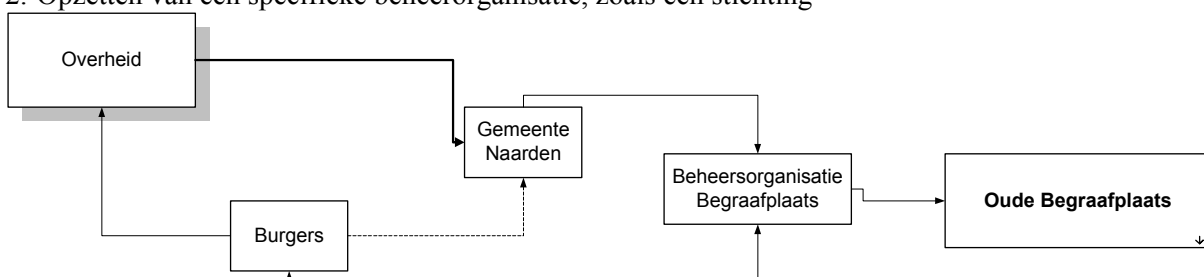 2. Opzetten van een specifieke beheerorganisatie, zoals een stichting
Overheid
Gemeente
Naarden
Beheersorganisatie
Begraafplaats
Oude Begraafplaats
Burgers